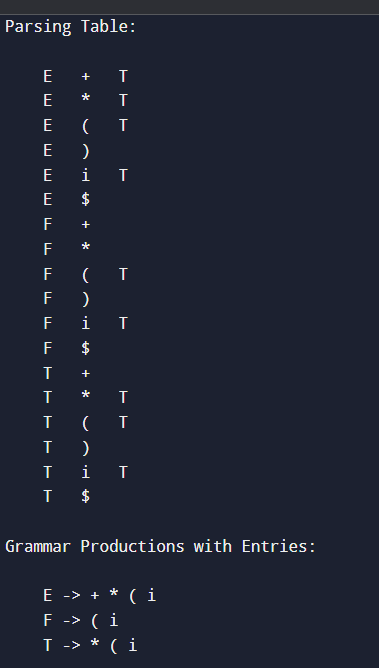 Parsing Table:
E + T
E * T
E ( T
E )
E i T
E $
F +
F *
F ( T
F )
F i T
F $
T +
T * T
T ( T
T )
T i T
T $
Grammar Productions with Entries:
E -> + * ( i
F -> ( i
T -> * ( i